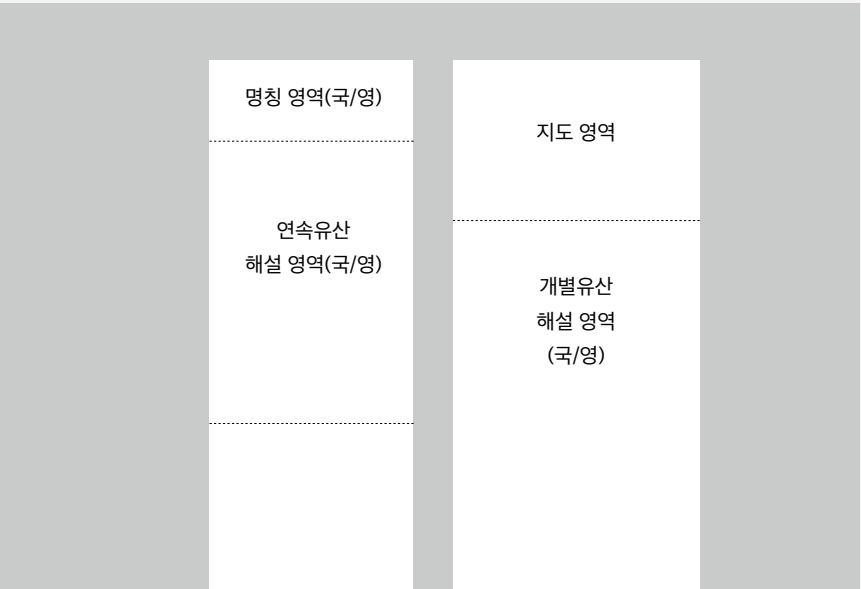 명칭 영역(국/영)
연속유산
해설 영역(국/영)
지도 영역
개별유산
해설 영역
(국/영)